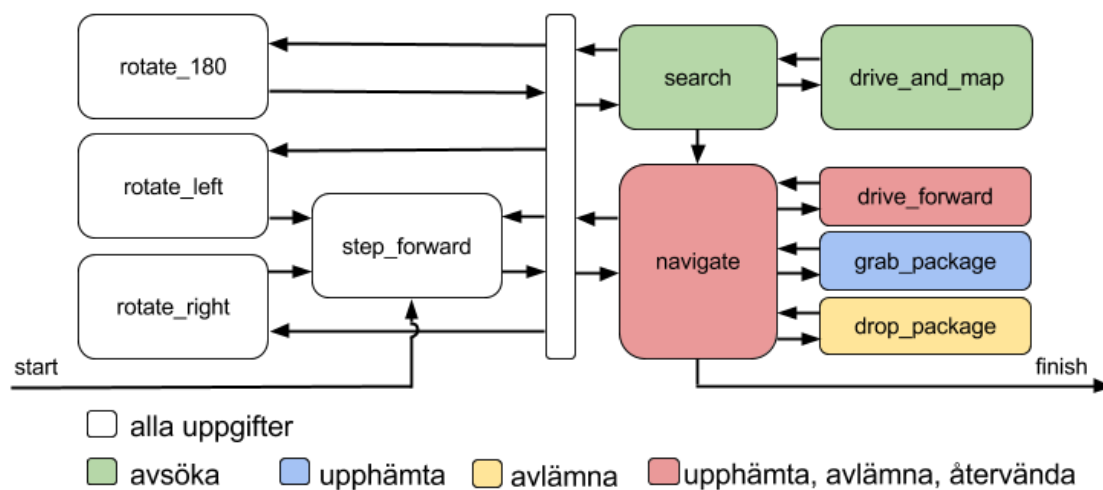 rotate_180
search
drive_and_map
rotate_left
drive_forward
step_forward
navigate
grab_package
rotate_right
drop_package
start
finish
alla uppgifter
avsöka
upphämta
avlämna
upphämta, avlämna, återvända